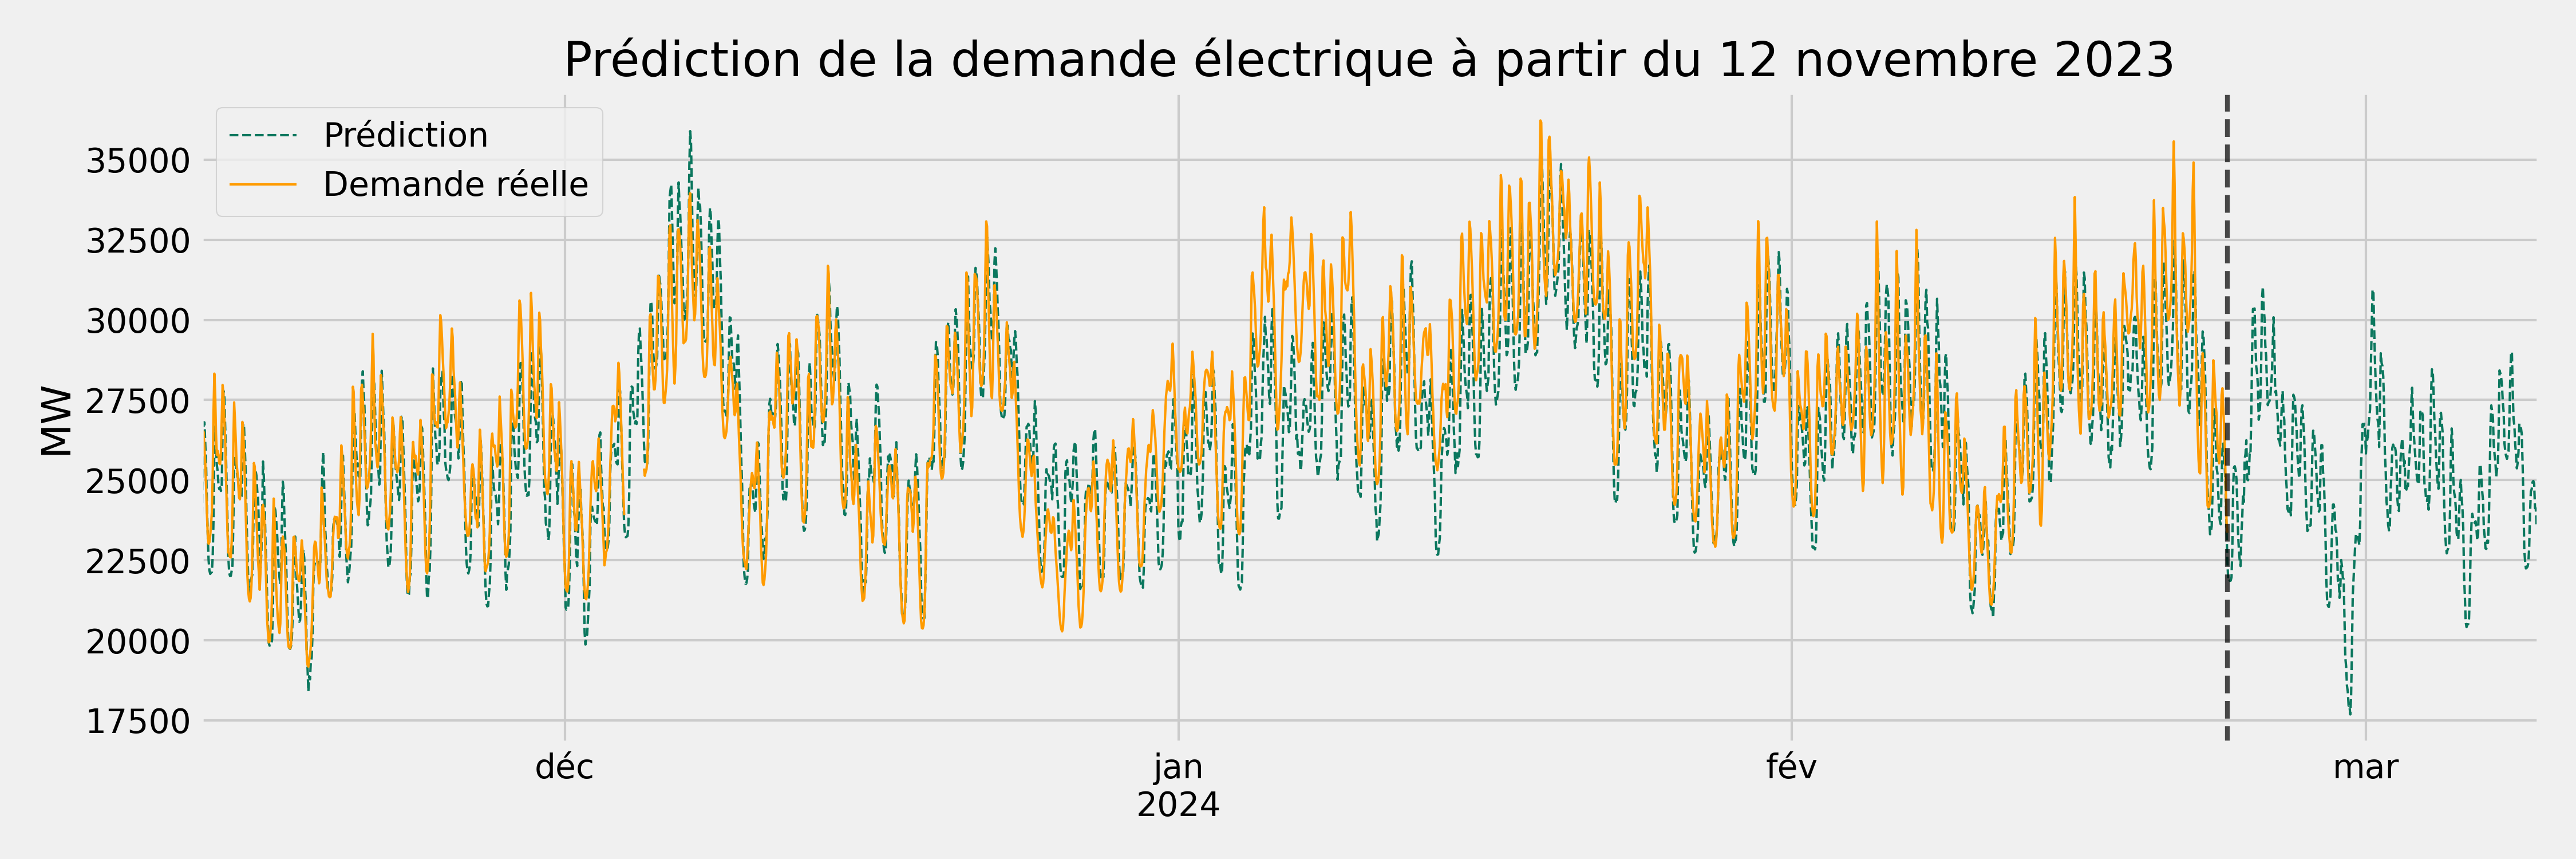 Prédiction de la demande électrique à partir du 12 novembre 2023
Prédiction
Demande réelle
MW
35000
32500
30000
27500
25000
22500
20000
17500
déc
jan
2024
fév
mar